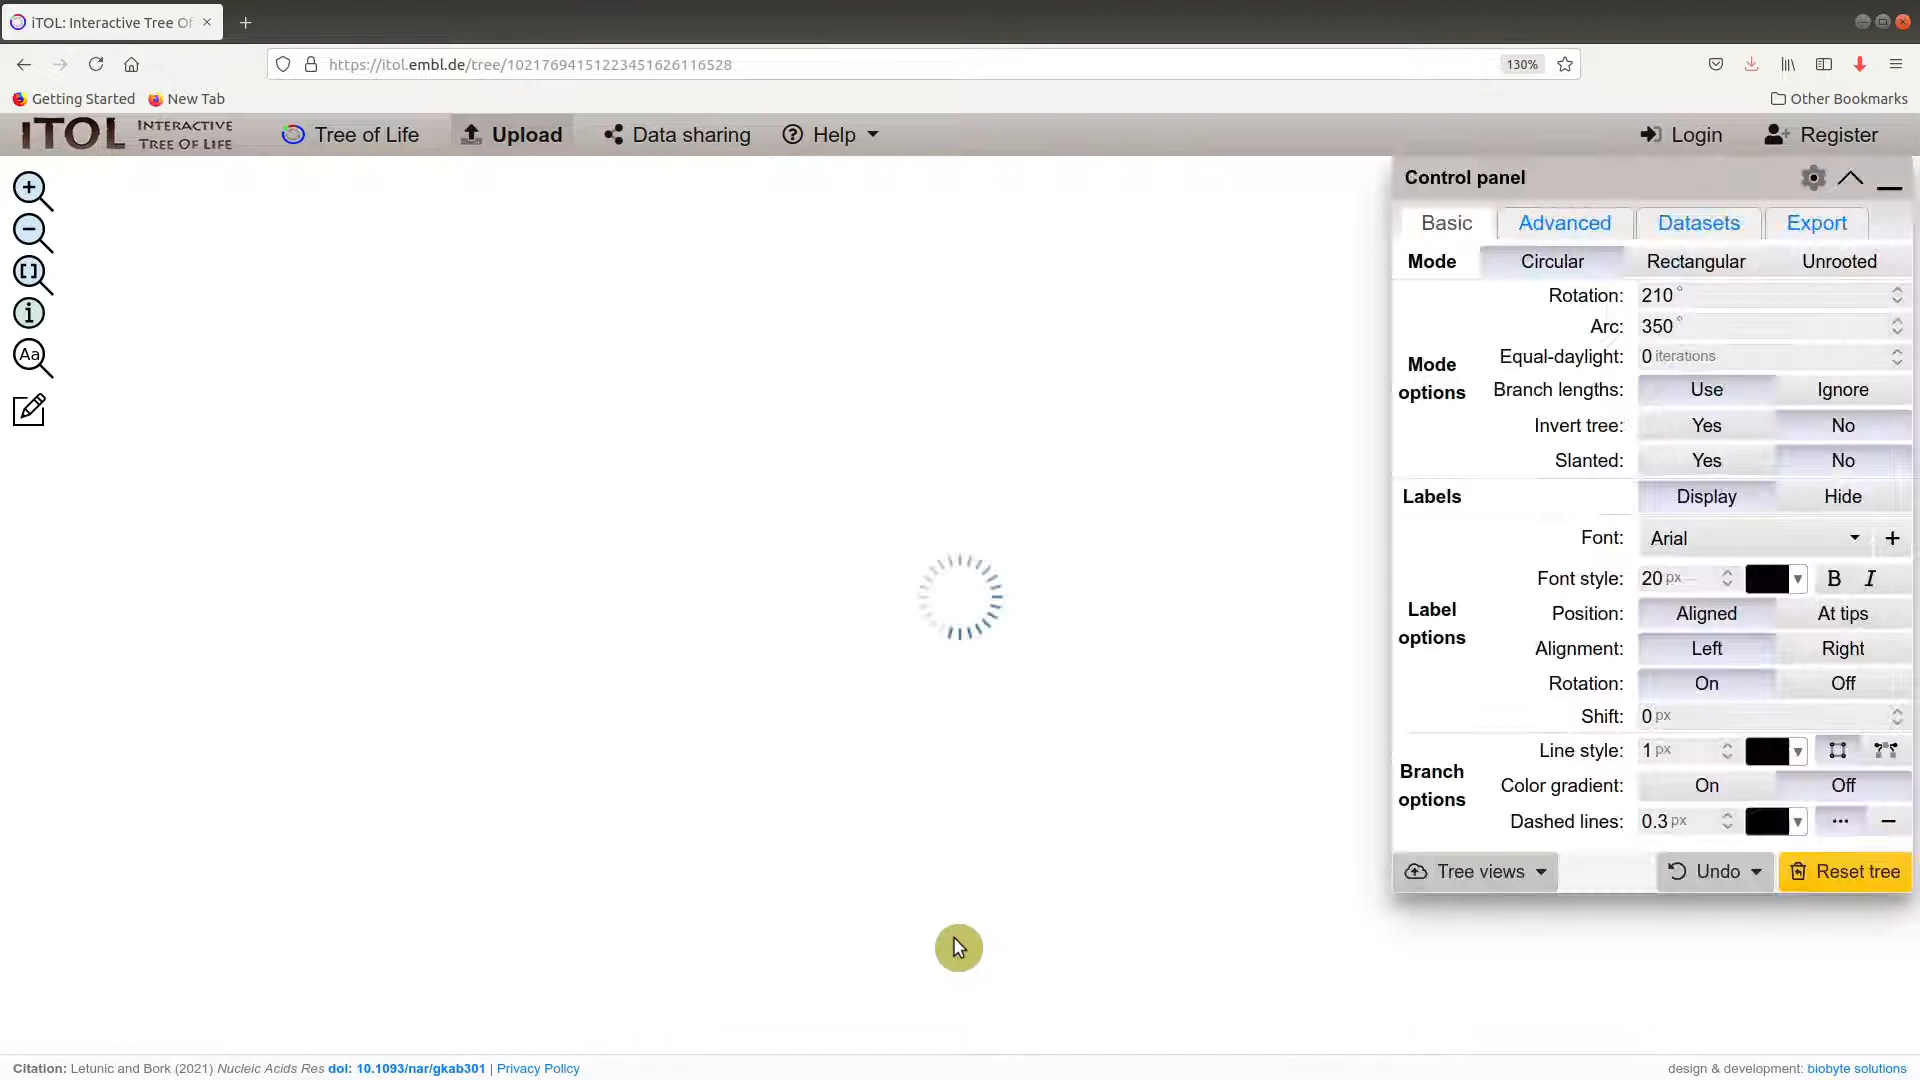 iTOL: Interactive Tree Of
https://itol.embl.de/tree/10217694151223451626116528
130%
Getting Started
New Tab
Other Bookmarks
iTOL INTERACTIVE TREE OF LIFE
Tree of Life
Upload
Data sharing
Help
Login
Register
Control panel
Basic
Advanced
Datasets
Export
Mode
Circular
Rectangular
Unrooted
Mode options
Rotation: 210 °
Arc: 350 °
Equal-daylight: 0 iterations
Branch lengths: Use Ignore
Invert tree: Yes No
Slanted: Yes No
Labels Display Hide
Label options
Font: Arial +
Font style: 20 px B I
Position: Aligned At tips
Alignment: Left Right
Rotation: On Off
Shift: 0 px
Branch options
Line style: 1 px
Color gradient: On Off
Dashed lines: 0.3 px
Tree views
Undo
Reset tree
Aa
Citation: Letunic and Bork (2021) Nucleic Acids Res doi: 10.1093/nar/gkab301 | Privacy Policy
design & development: biobyte solutions